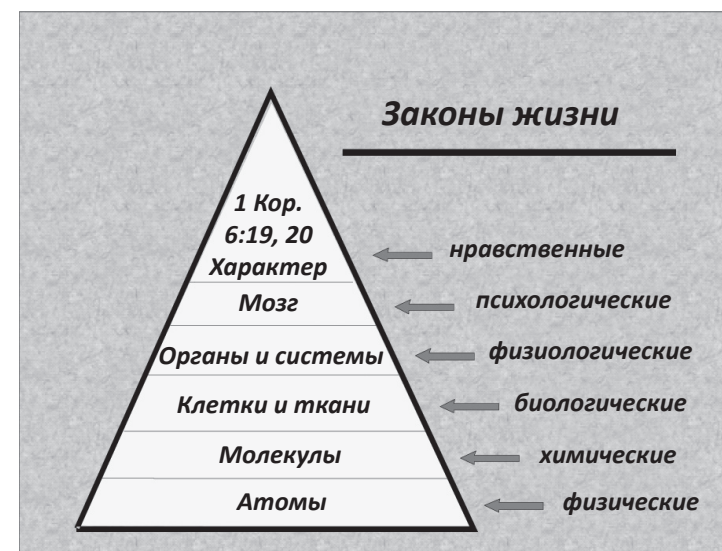 Законы жизни
1 Кор.
6:19, 20
Характер
нравственные
Мозг
психологические
Органы и системы
физиологические
Клетки и ткани
биологические
Молекулы
химические
Атомы
физические